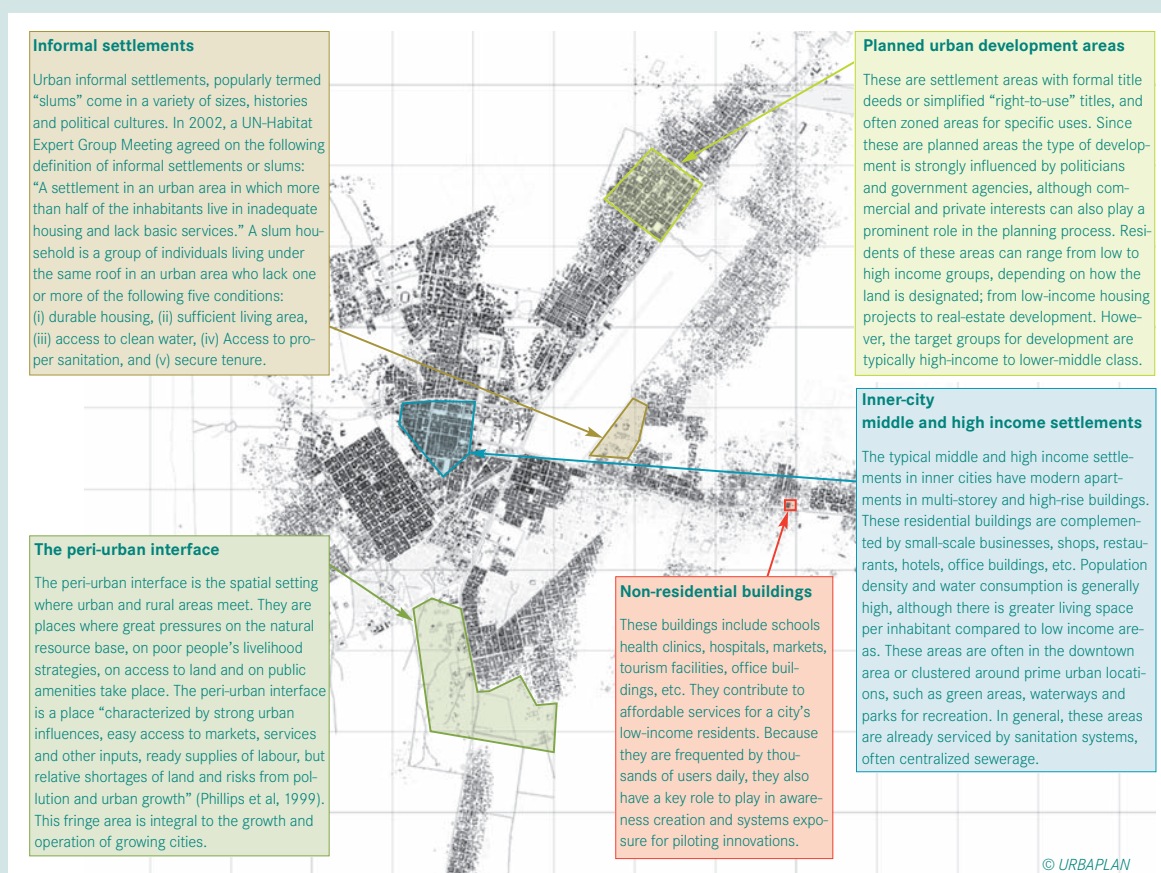 Informal settlements
Urban informal settlements, popularly termed
“slums” come in a variety of sizes, histories
and political cultures. In 2002, a UN-Habitat
Expert Group Meeting agreed on the following
definition of informal settlements or slums:
“A settlement in an urban area in which more
than half of the inhabitants live in inadequate
housing and lack basic services.” A slum hou-
sehold is a group of individuals living under
the same roof in an urban area who lack one
or more of the following five conditions:
(i) durable housing, (ii) sufficient living area,
(iii) access to clean water, (iv) Access to pro-
per sanitation, and (v) secure tenure.
Planned urban development areas
These are settlement areas with formal title
deeds or simplified “right-to-use” titles, and
often zoned areas for specific uses. Since
these are planned areas the type of develop-
ment is strongly influenced by politicians
and government agencies, although com-
mercial and private interests can also play a
prominent role in the planning process. Resi-
dents of these areas can range from low to
high income groups, depending on how the
land is designated; from low-income housing
projects to real-estate development. Howe-
ver, the target groups for development are
typically high-income to lower-middle class.
Inner-city
middle and high income settlements
The typical middle and high income settle-
ments in inner cities have modern apart-
ments in multi-storey and high-rise buildings.
These residential buildings are complemen-
ted by small-scale businesses, shops, restau-
rants, hotels, office buildings, etc. Population
density and water consumption is generally
high, although there is greater living space
per inhabitant compared to low income are-
as. These areas are often in the downtown
area or clustered around prime urban locati-
ons, such as green areas, waterways and
parks for recreation. In general, these areas
are already serviced by sanitation systems,
often centralized sewerage.
The peri-urban interface
The peri-urban interface is the spatial setting
where urban and rural areas meet. They are
places where great pressures on the natural
resource base, on poor people’s livelihood
strategies, on access to land and on public
amenities take place. The peri-urban interface
is a place “characterized by strong urban
influences, easy access to markets, services
and other inputs, ready supplies of labour, but
relative shortages of land and risks from pol-
lution and urban growth” (Phillips et al, 1999).
This fringe area is integral to the growth and
operation of growing cities.
Non-residential buildings
These buildings include schools
health clinics, hospitals, markets,
tourism facilities, office buil-
dings, etc. They contribute to
affordable services for a city’s
low-income residents. Because
they are frequented by thou-
sands of users daily, they also
have a key role to play in aware-
ness creation and systems expo-
sure for piloting innovations.
© URBAPLAN